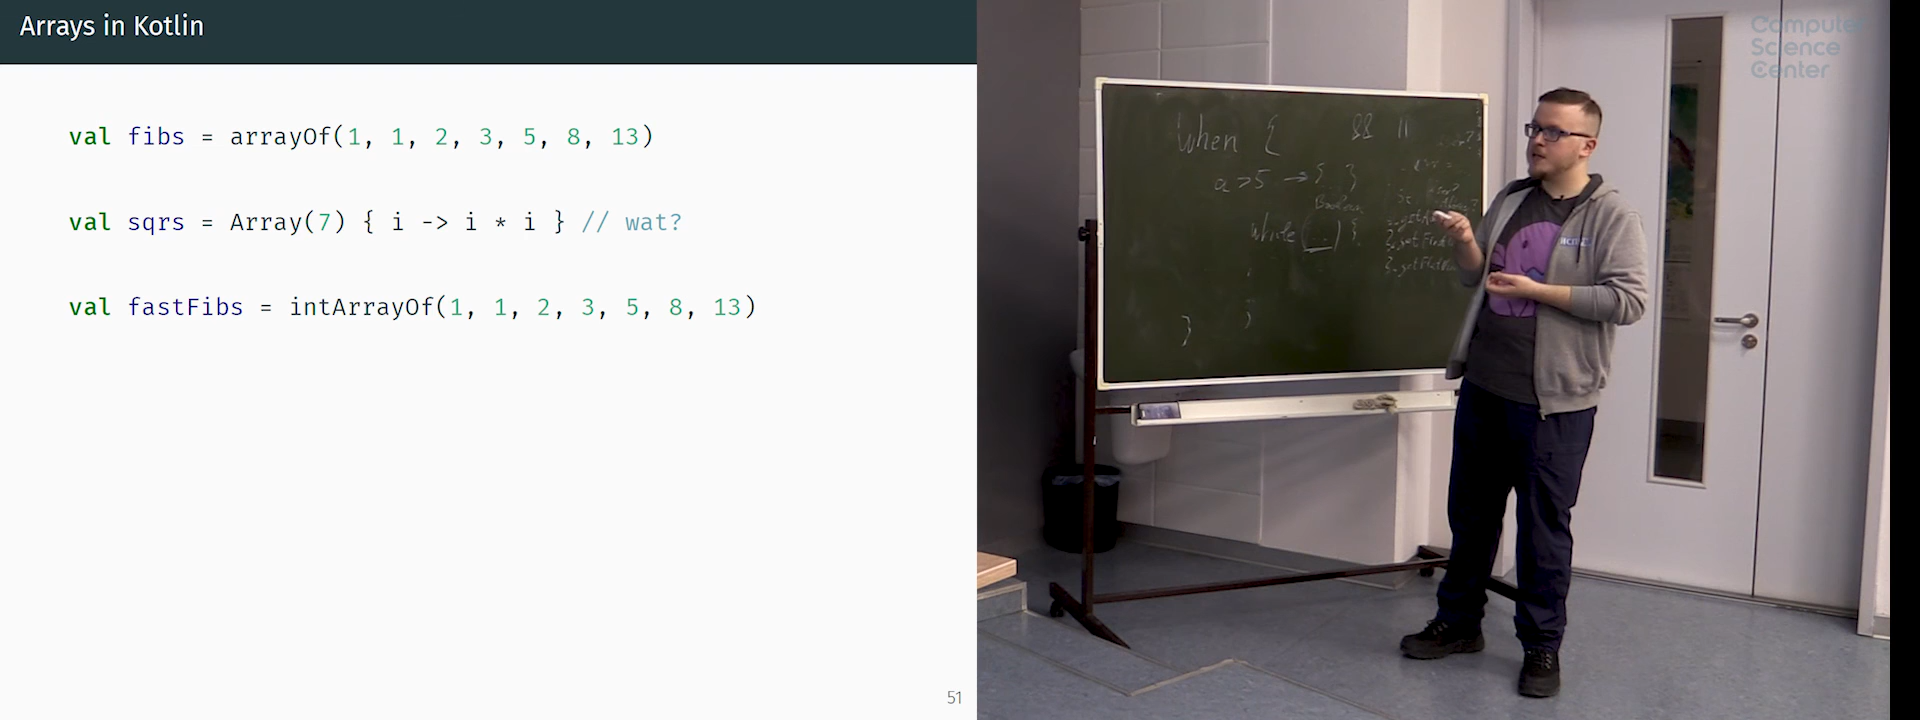 Arrays in Kotlin
val fibs = arrayOf(1, 1, 2, 3, 5, 8, 13)
val sqrs = Array(7) { i -> i * i } // wat?
val fastFibs = intArrayOf(1, 1, 2, 3, 5, 8, 13)
51
Computer
Science
Center
when { && ||
a > 5 -> { }
Boolean
while (...) {
}